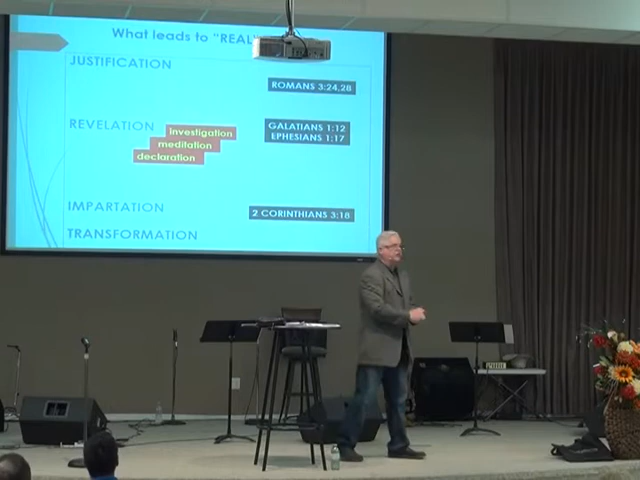 What leads to "REAL"
JUSTIFICATION
ROMANS 3:24,28
REVELATION
investigation
meditation
declaration
GALATIANS 1:12
EPHESIANS 1:17
IMPARTATION
2 CORINTHIANS 3:18
TRANSFORMATION